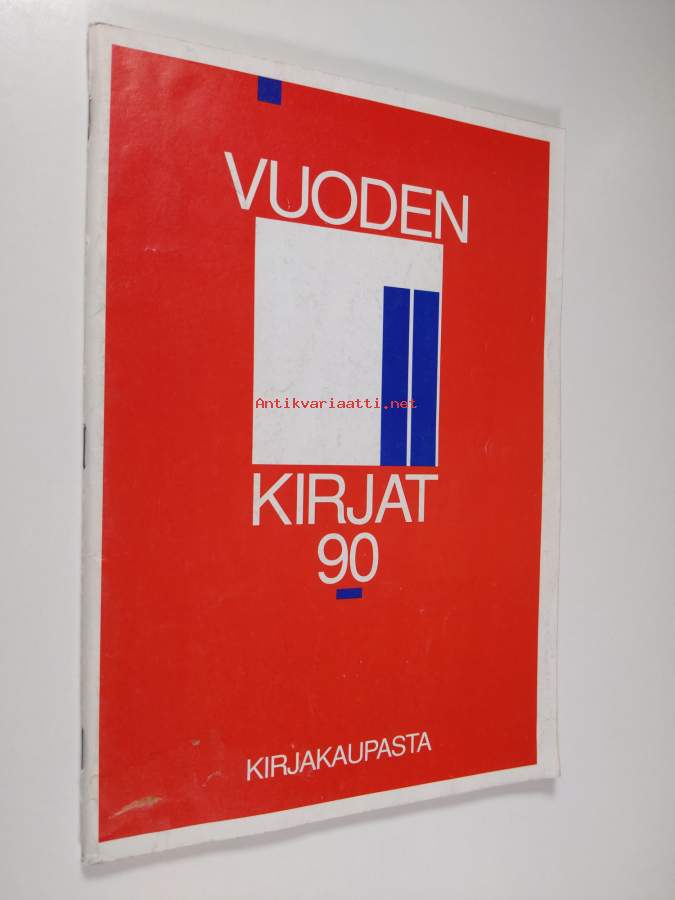 VUODEN
Antikvariaatti.net
KIRJAT
90
KIRJAKAUPASTA